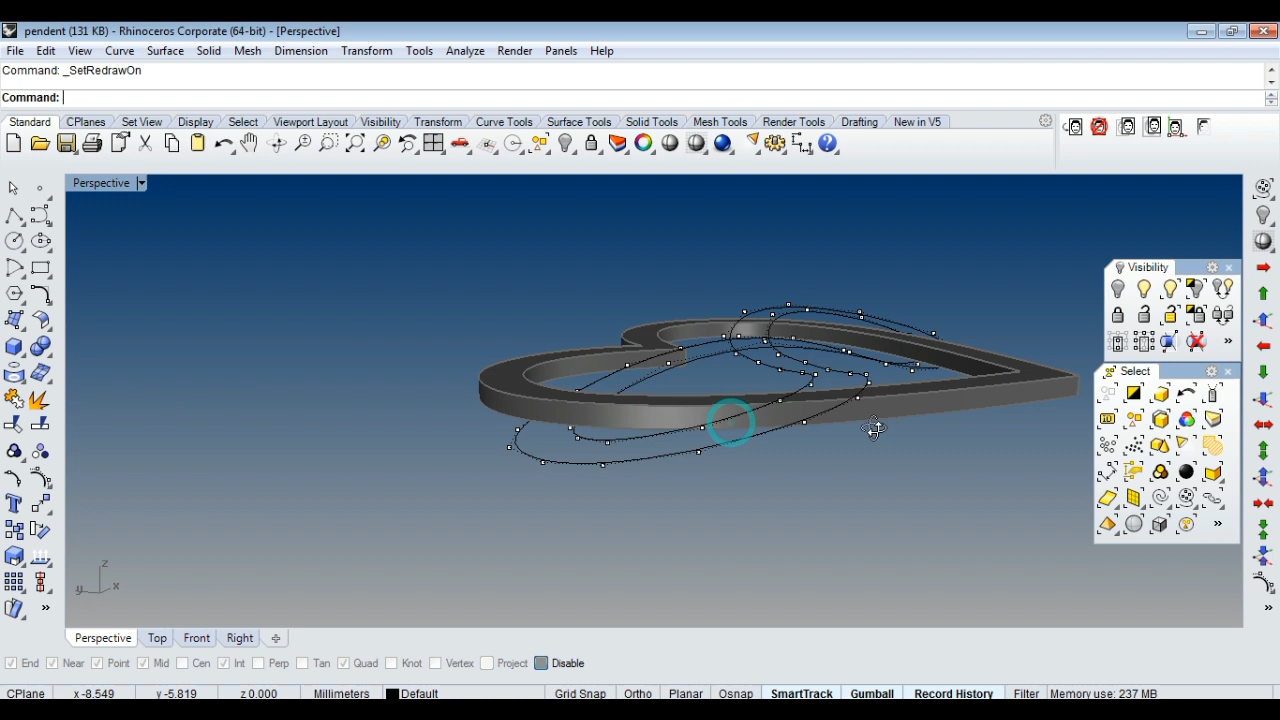 pendent (131 KB) - Rhinoceros Corporate (64-bit) - [Perspective]
File Edit View Curve Surface Solid Mesh Dimension Transform Tools Analyze Render Panels Help
Command: _SetRedrawOn
Command:
Standard CPlanes Set View Display Select Viewport Layout Visibility Transform Curve Tools Surface Tools Solid Tools Mesh Tools Render Tools Drafting New in V5
Perspective
Visibility
Select
z
y x
Perspective Top Front Right
End Near Point Mid Cen Int Perp Tan Quad Knot Vertex Project Disable
CPlane x -8.549 y -5.819 z 0.000 Millimeters Default Grid Snap Ortho Planar Osnap SmartTrack Gumball Record History Filter Memory use: 237 MB